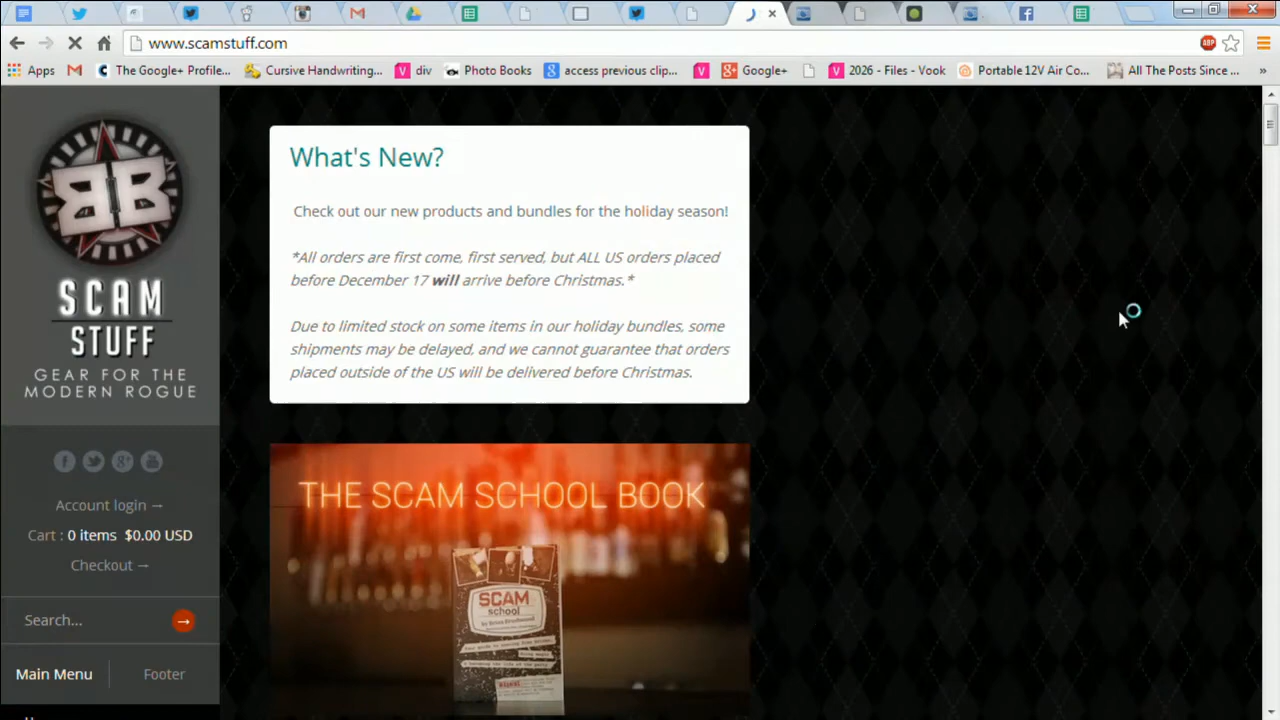 www.scamstuff.com
Apps
The Google+ Profile...
Cursive Handwriting...
div
Photo Books
access previous clip...
Google+
2026 - Files - Vook
Portable 12V Air Co...
All The Posts Since ...
»
BB
SCAM
STUFF
GEAR FOR THE
MODERN ROGUE
Account login →
Cart : 0 items $0.00 USD
Checkout →
Search...
Main Menu
Footer
What's New?
Check out our new products and bundles for the holiday season!
*All orders are first come, first served, but ALL US orders placed
before December 17 will arrive before Christmas.*
Due to limited stock on some items in our holiday bundles, some
shipments may be delayed, and we cannot guarantee that orders
placed outside of the US will be delivered before Christmas.
THE SCAM SCHOOL BOOK
SCAM
school